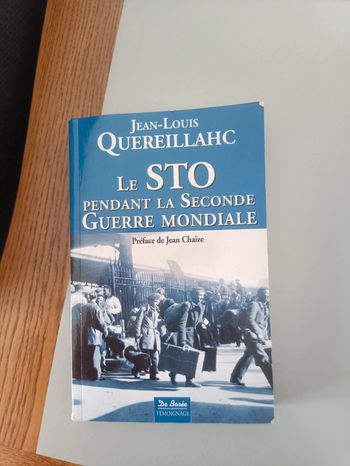 Jean-Louis
Quereillahc
Le STO
pendant la Seconde
Guerre mondiale
Préface de Jean Chaize
De Borée
TÉMOIGNAGE